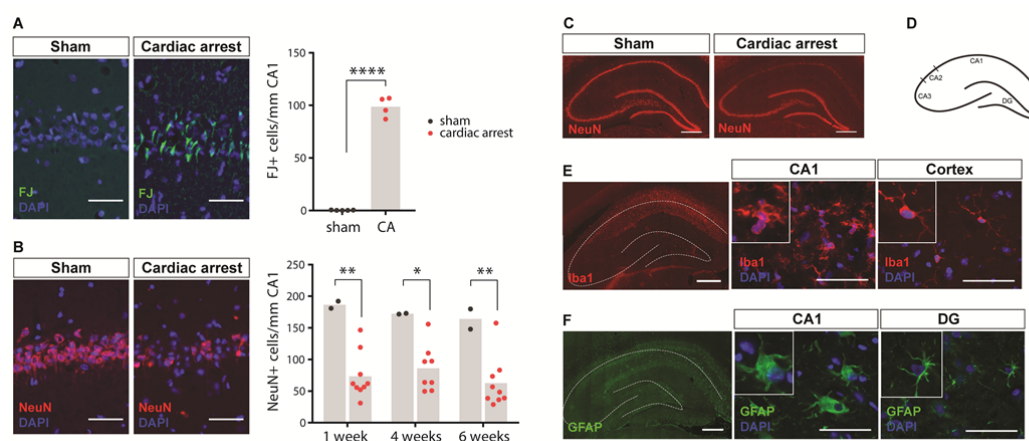 A
Sham
Cardiac arrest
FJ
DAPI
FJ
DAPI
FJ+ cells/mm CA1
150
100
50
0
****
sham
CA
sham
cardiac arrest
B
Sham
Cardiac arrest
NeuN
DAPI
NeuN
DAPI
NeuN+ cells/mm CA1
250
200
150
100
50
0
**
*
**
1 week
4 weeks
6 weeks
C
Sham
Cardiac arrest
NeuN
NeuN
D
CA1
CA2
CA3
DG
E
CA1
Cortex
Iba1
Iba1
DAPI
Iba1
DAPI
F
CA1
DG
GFAP
GFAP
DAPI
GFAP
DAPI